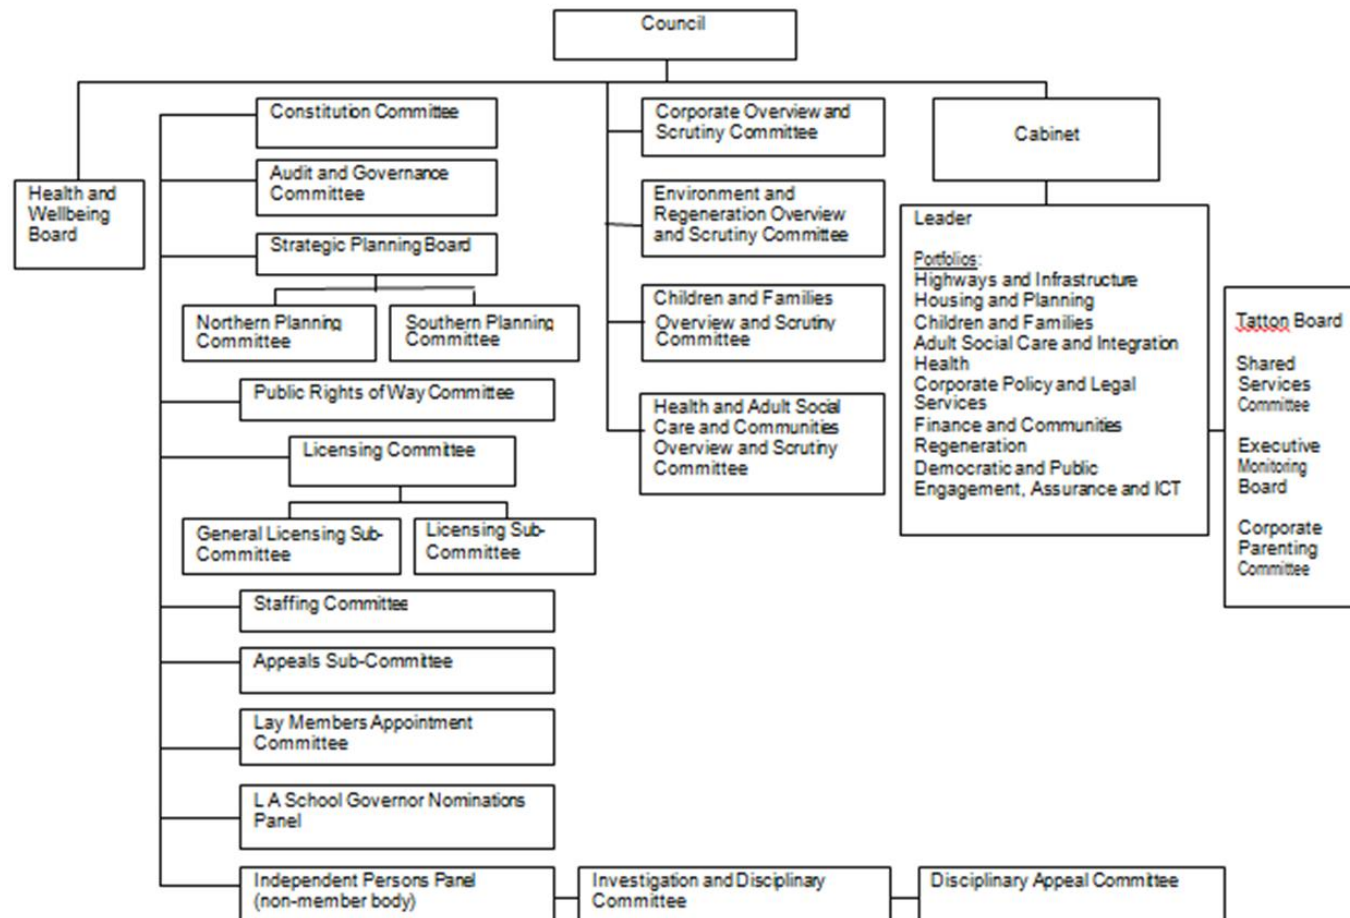 Council
Health and
Wellbeing
Board
Constitution Committee
Audit and Governance
Committee
Strategic Planning Board
Northern Planning
Committee
Southern Planning
Committee
Public Rights of Way Committee
Licensing Committee
General Licensing Sub-
Committee
Licensing Sub-
Committee
Staffing Committee
Appeals Sub-Committee
Lay Members Appointment
Committee
L A School Governor Nominations
Panel
Independent Persons Panel
(non-member body)
Investigation and Disciplinary
Committee
Disciplinary Appeal Committee
Corporate Overview and
Scrutiny Committee
Environment and
Regeneration Overview
and Scrutiny Committee
Children and Families
Overview and Scrutiny
Committee
Health and Adult Social
Care and Communities
Overview and Scrutiny
Committee
Cabinet
Leader
Portfolios:
Highways and Infrastructure
Housing and Planning
Children and Families
Adult Social Care and Integration
Health
Corporate Policy and Legal
Services
Finance and Communities
Regeneration
Democratic and Public
Engagement, Assurance and ICT
Tatton Board
Shared
Services
Committee
Executive
Monitoring
Board
Corporate
Parenting
Committee